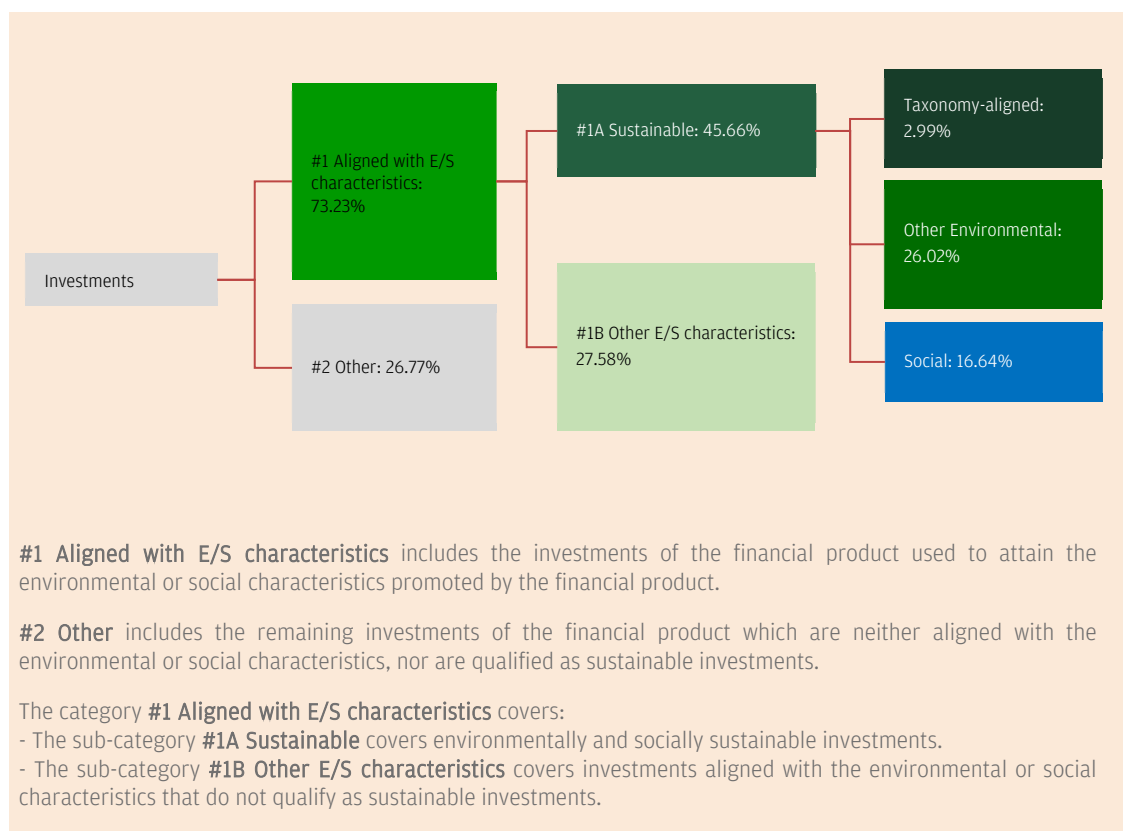 Investments
#1 Aligned with E/S
characteristics:
73.23%
#2 Other: 26.77%
#1A Sustainable: 45.66%
#1B Other E/S characteristics:
27.58%
Taxonomy-aligned:
2.99%
Other Environmental:
26.02%
Social: 16.64%
#1 Aligned with E/S characteristics includes the investments of the financial product used to attain the
environmental or social characteristics promoted by the financial product.
#2 Other includes the remaining investments of the financial product which are neither aligned with the
environmental or social characteristics, nor are qualified as sustainable investments.
The category #1 Aligned with E/S characteristics covers:
- The sub-category #1A Sustainable covers environmentally and socially sustainable investments.
- The sub-category #1B Other E/S characteristics covers investments aligned with the environmental or social
characteristics that do not qualify as sustainable investments.